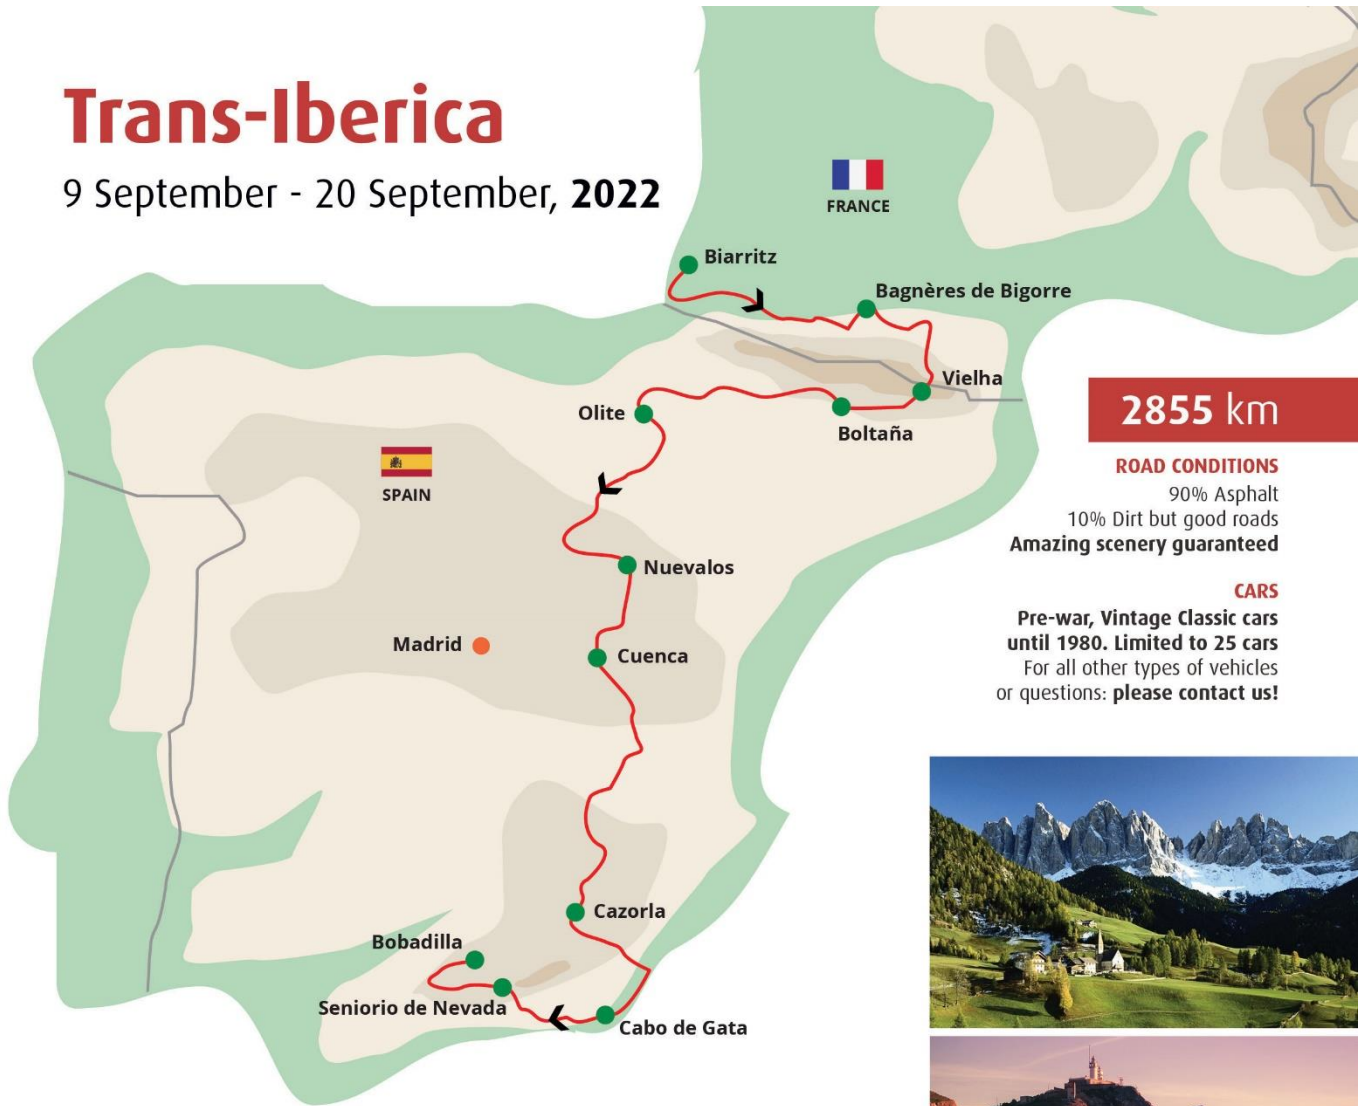 Trans-Iberica
9 September - 20 September, 2022
FRANCE
Biarritz
Bagnères de Bigorre
Vielha
Olite
Boltaña
SPAIN
Nuevalos
Madrid
Cuenca
Cazorla
Bobadilla
Seniorio de Nevada
Cabo de Gata
2855 km
ROAD CONDITIONS
90% Asphalt
10% Dirt but good roads
Amazing scenery guaranteed
CARS
Pre-war, Vintage Classic cars
until 1980. Limited to 25 cars
For all other types of vehicles
or questions: please contact us!